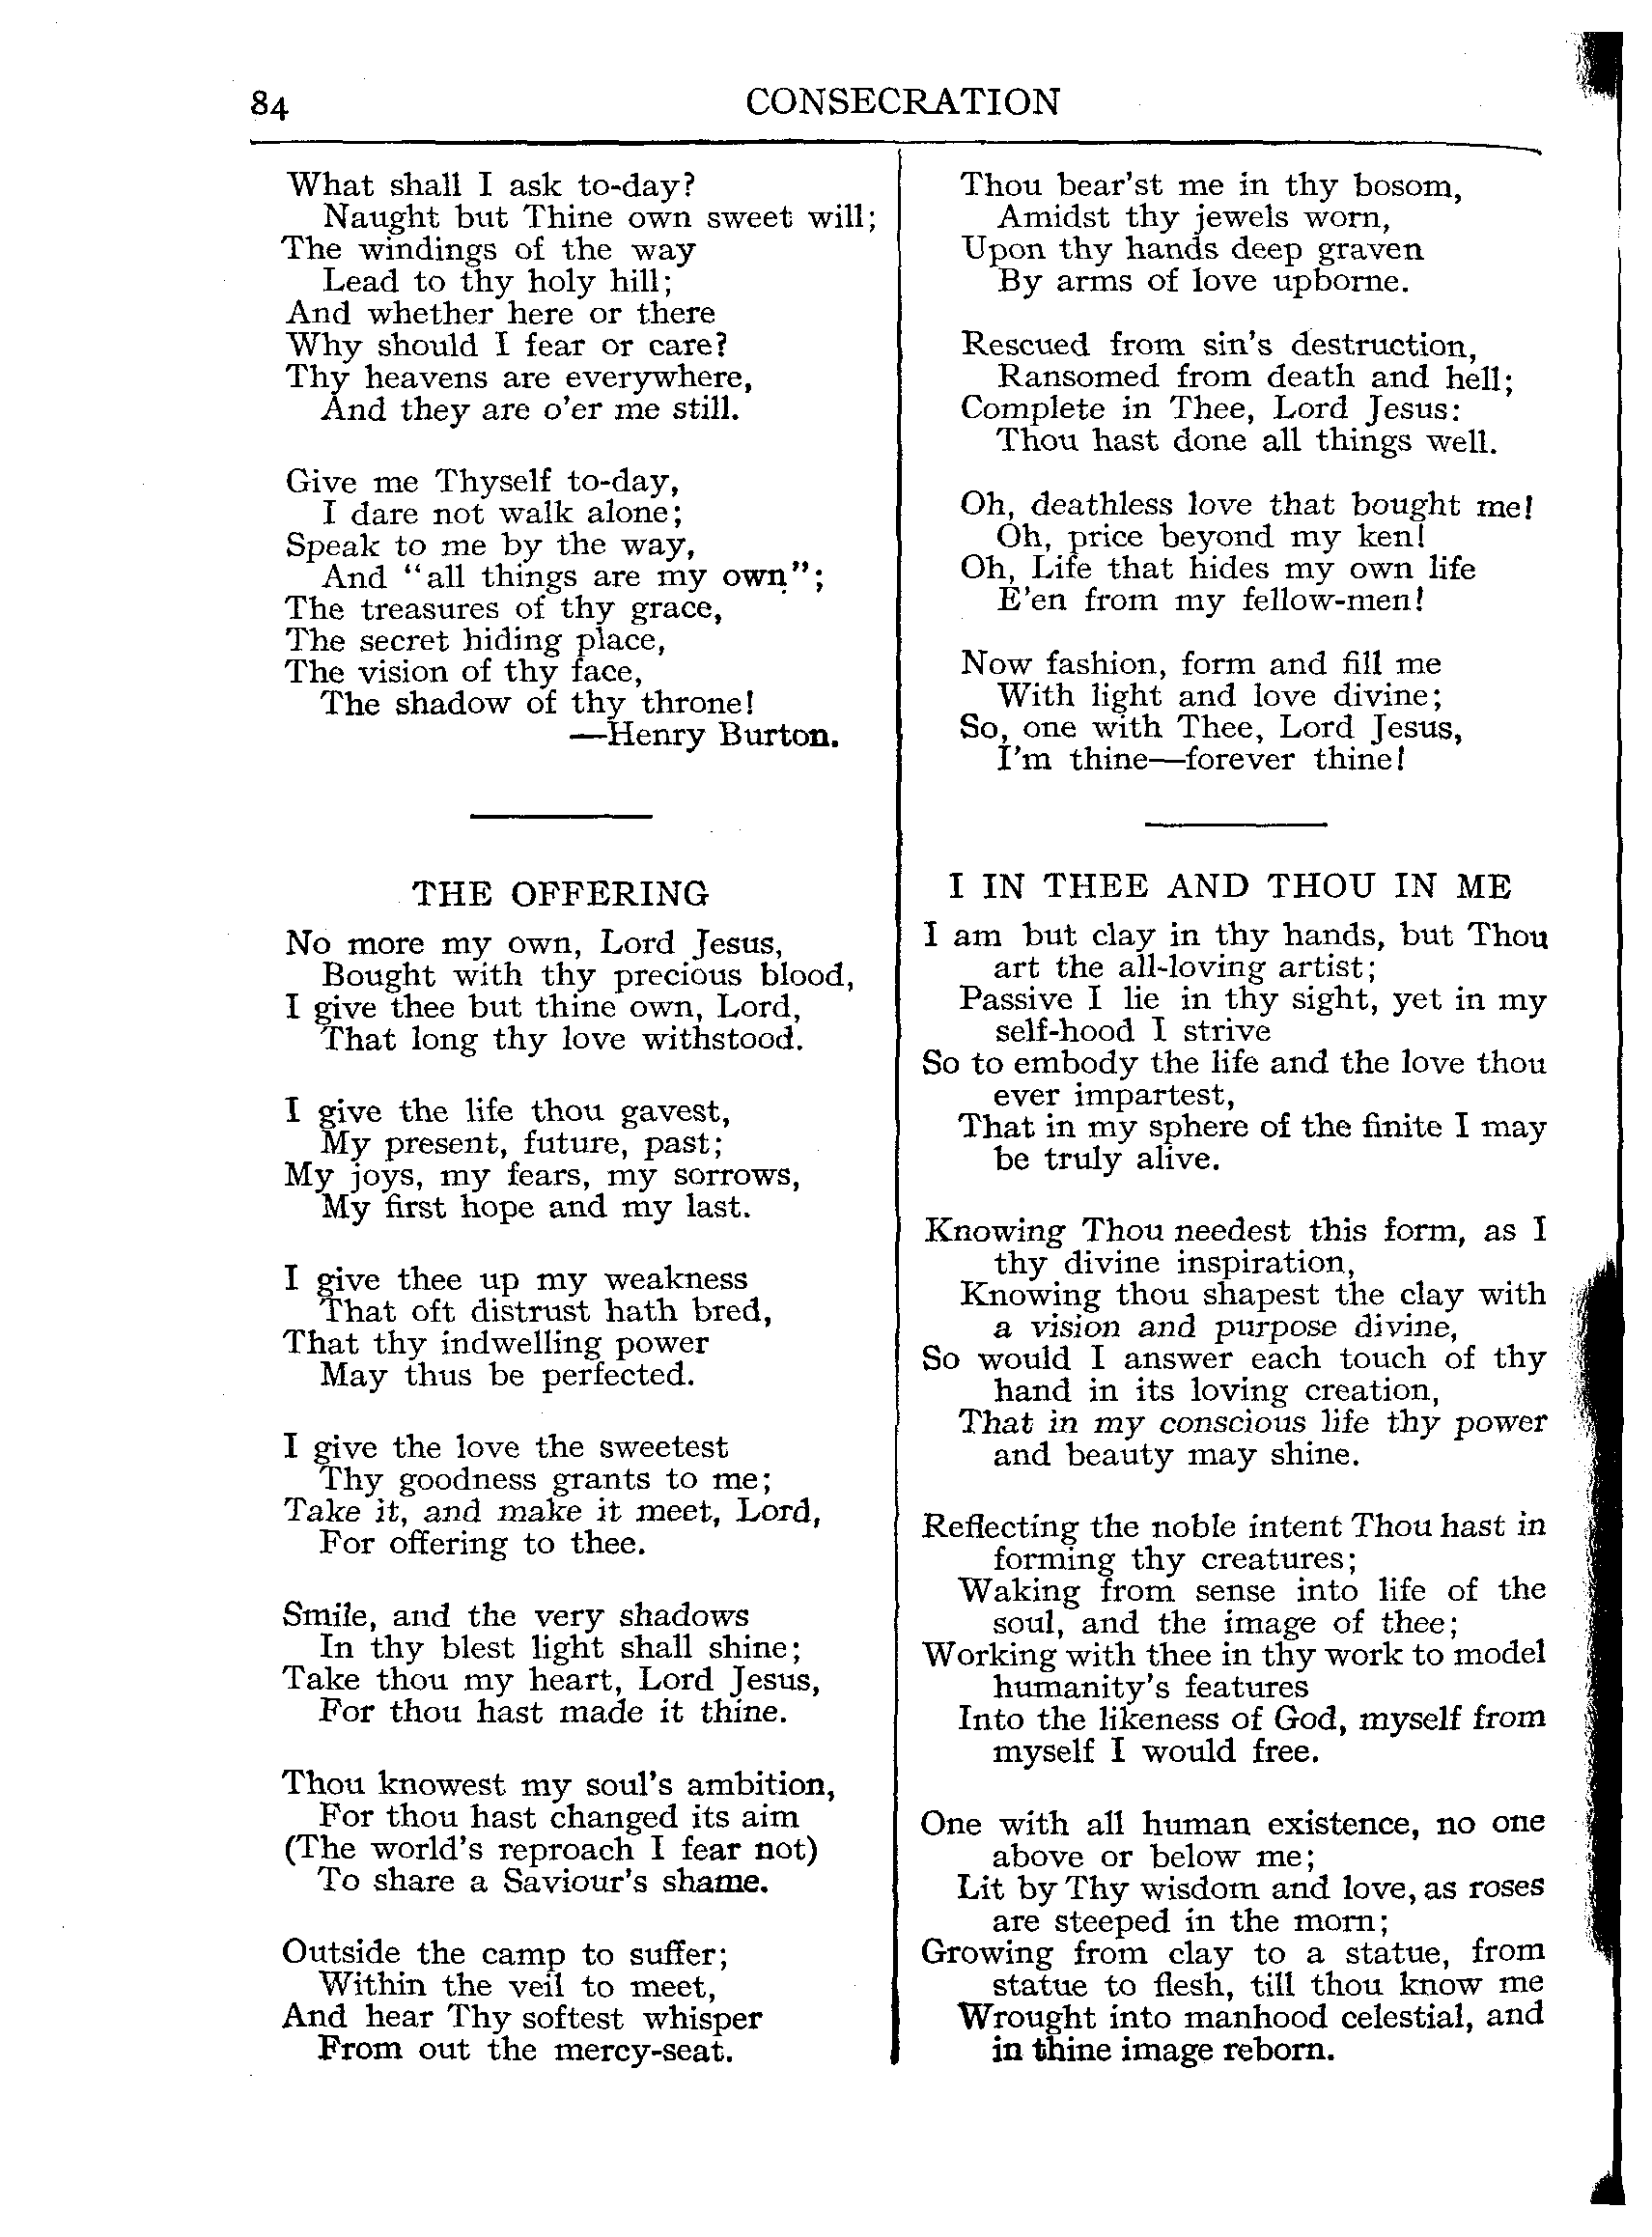 84
CONSECRATION
What shall I ask to-day?
Naught but Thine own sweet will;
The windings of the way
Lead to thy holy hill;
And whether here or there
Why should I fear or care?
Thy heavens are everywhere,
And they are o'er me still.
Give me Thyself to-day,
I dare not walk alone;
Speak to me by the way,
And "all things are my own";
The treasures of thy grace,
The secret hiding place,
The vision of thy face,
The shadow of thy throne!
—Henry Burton.
THE OFFERING
No more my own, Lord Jesus,
Bought with thy precious blood,
I give thee but thine own, Lord,
That long thy love withstood.
I give the life thou gavest,
My present, future, past;
My joys, my fears, my sorrows,
My first hope and my last.
I give thee up my weakness
That oft distrust hath bred,
That thy indwelling power
May thus be perfected.
I give the love the sweetest
Thy goodness grants to me;
Take it, and make it meet, Lord,
For offering to thee.
Smile, and the very shadows
In thy blest light shall shine;
Take thou my heart, Lord Jesus,
For thou hast made it thine.
Thou knowest my soul's ambition,
For thou hast changed its aim
(The world's reproach I fear not)
To share a Saviour's shame.
Outside the camp to suffer;
Within the veil to meet,
And hear Thy softest whisper
From out the mercy-seat.
Thou bear'st me in thy bosom,
Amidst thy jewels worn,
Upon thy hands deep graven
By arms of love upborne.
Rescued from sin's destruction,
Ransomed from death and hell;
Complete in Thee, Lord Jesus:
Thou hast done all things well.
Oh, deathless love that bought me!
Oh, price beyond my ken!
Oh, Life that hides my own life
E'en from my fellow-men!
Now fashion, form and fill me
With light and love divine;
So, one with Thee, Lord Jesus,
I'm thine—forever thine!
I IN THEE AND THOU IN ME
I am but clay in thy hands, but Thou
art the all-loving artist;
Passive I lie in thy sight, yet in my
self-hood I strive
So to embody the life and the love thou
ever impartest,
That in my sphere of the finite I may
be truly alive.
Knowing Thou needest this form, as I
thy divine inspiration,
Knowing thou shapest the clay with
a vision and purpose divine,
So would I answer each touch of thy
hand in its loving creation,
That in my conscious life thy power
and beauty may shine.
Reflecting the noble intent Thou hast in
forming thy creatures;
Waking from sense into life of the
soul, and the image of thee;
Working with thee in thy work to model
humanity's features
Into the likeness of God, myself from
myself I would free.
One with all human existence, no one
above or below me;
Lit by Thy wisdom and love, as roses
are steeped in the morn;
Growing from clay to a statue, from
statue to flesh, till thou know me
Wrought into manhood celestial, and
in thine image reborn.